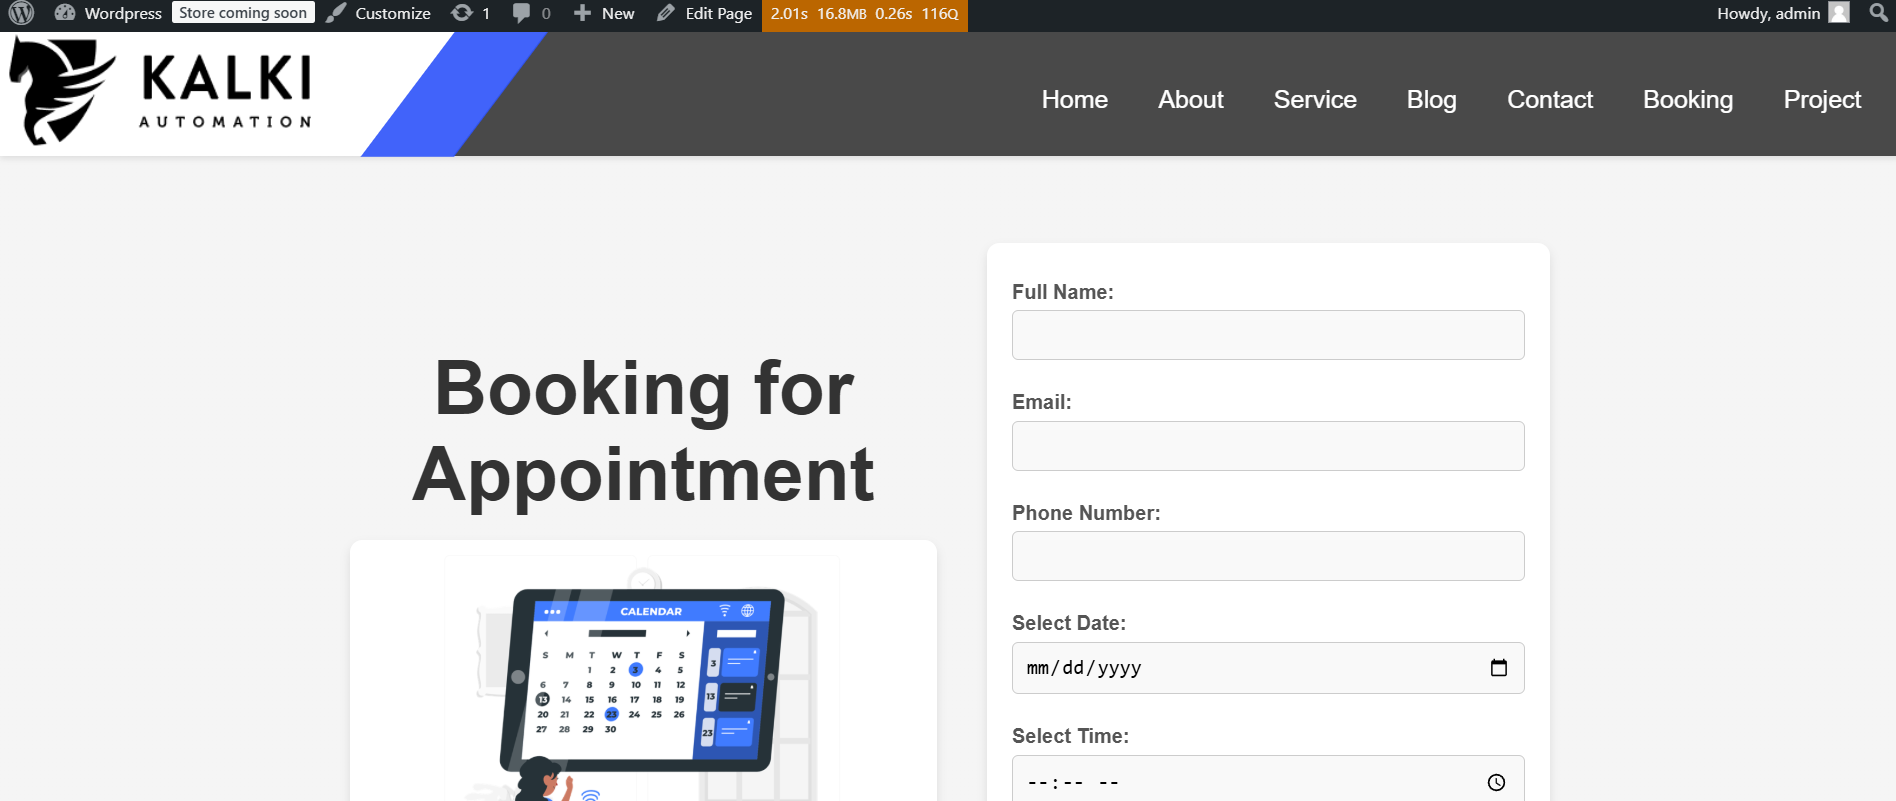 Wordpress Store coming soon Customize 1 0 New Edit Page 2.01s 16.8MB 0.26s 116Q Howdy, admin
KALKI
AUTOMATION
Home About Service Blog Contact Booking Project
Booking for
Appointment
CALENDAR
S M T W T F S
1 2 3 4 5
6 7 8 9 10 11 12
13 14 15 16 17 18 19
20 21 22 23 24 25 26
27 28 29 30
3
13
23
Full Name:
Email:
Phone Number:
Select Date:
mm/dd/yyyy
Select Time:
--:-- --